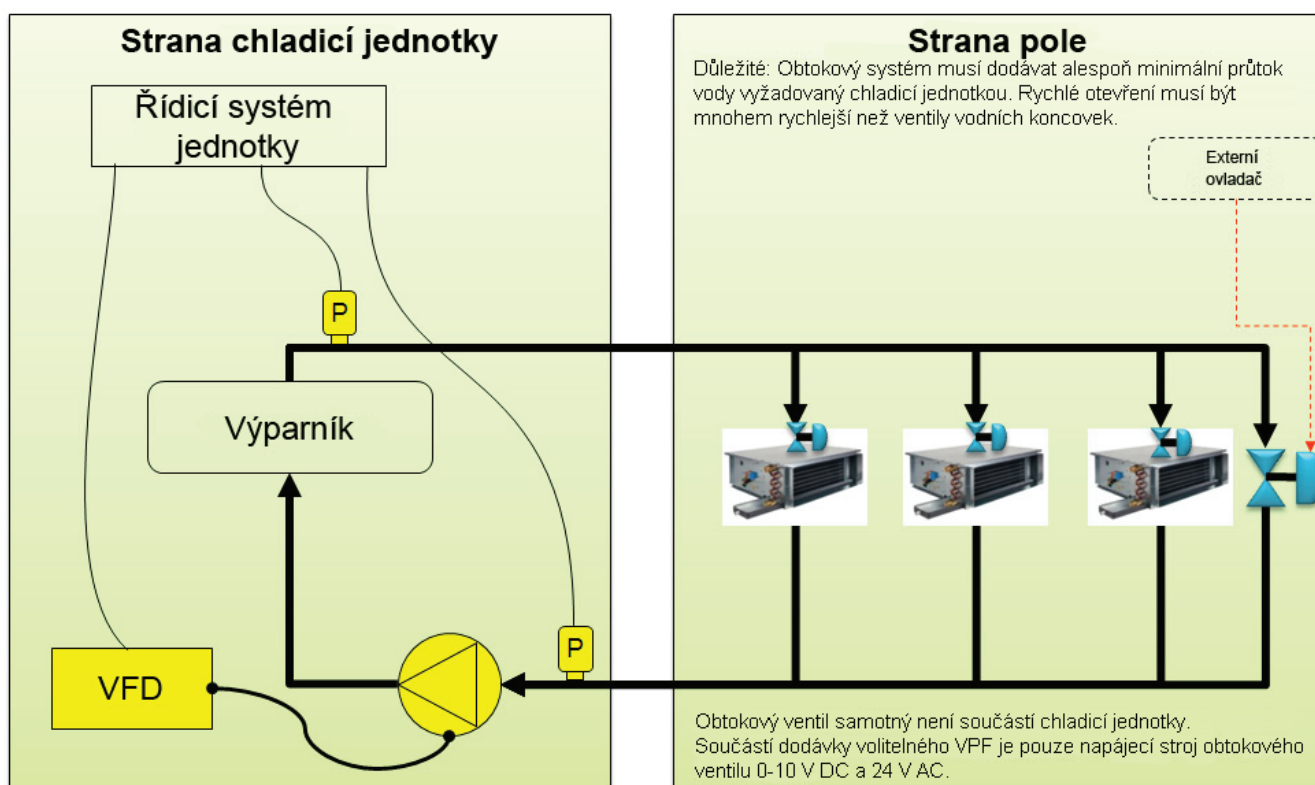 Strana chladicí jednotky
Řídicí systém
jednotky
P
Výparník
P
VFD
Strana pole
Důležité: Obtokový systém musí dodávat alespoň minimální průtok
vody vyžadovaný chladicí jednotkou. Rychlé otevření musí být
mnohem rychlejší než ventily vodních koncovek.
Externí
ovladač
Obtokový ventil samotný není součástí chladicí jednotky.
Součástí dodávky volitelného VPF je pouze napájecí stroj obtokového
ventilu 0-10 V DC a 24 V AC.